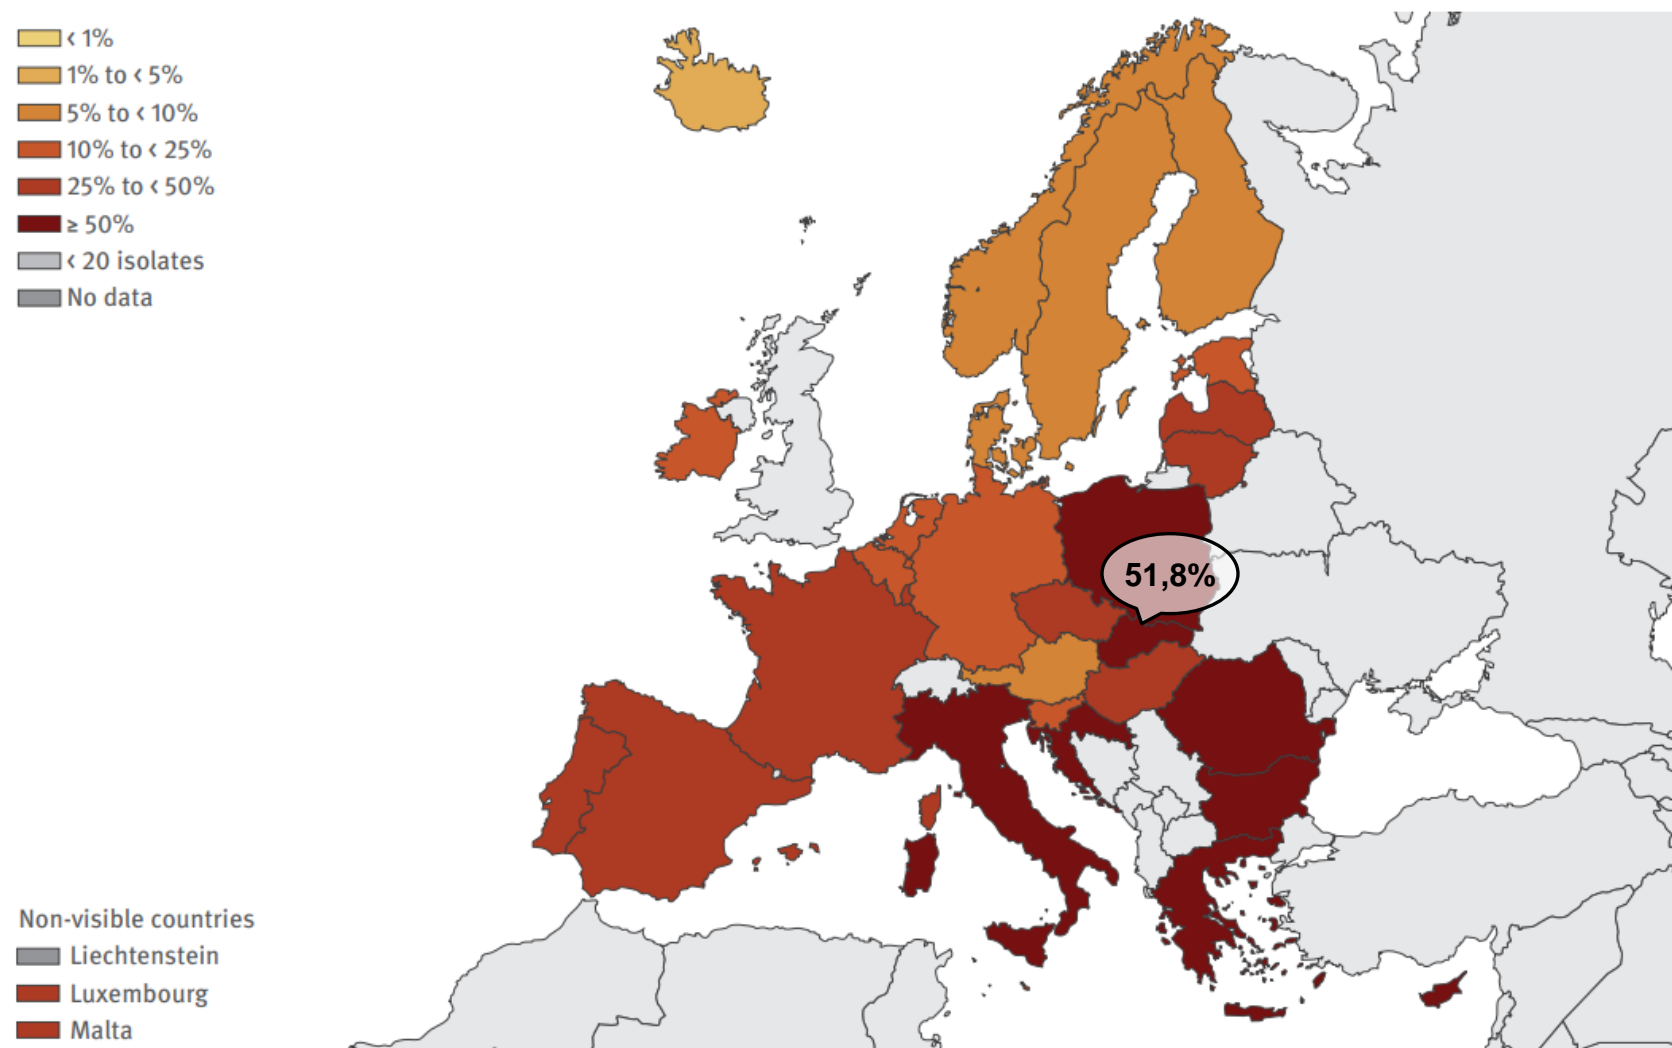 < 1%
1% to < 5%
5% to < 10%
10% to < 25%
25% to < 50%
≥ 50%
< 20 isolates
No data
51,8%
Non-visible countries
Liechtenstein
Luxembourg
Malta